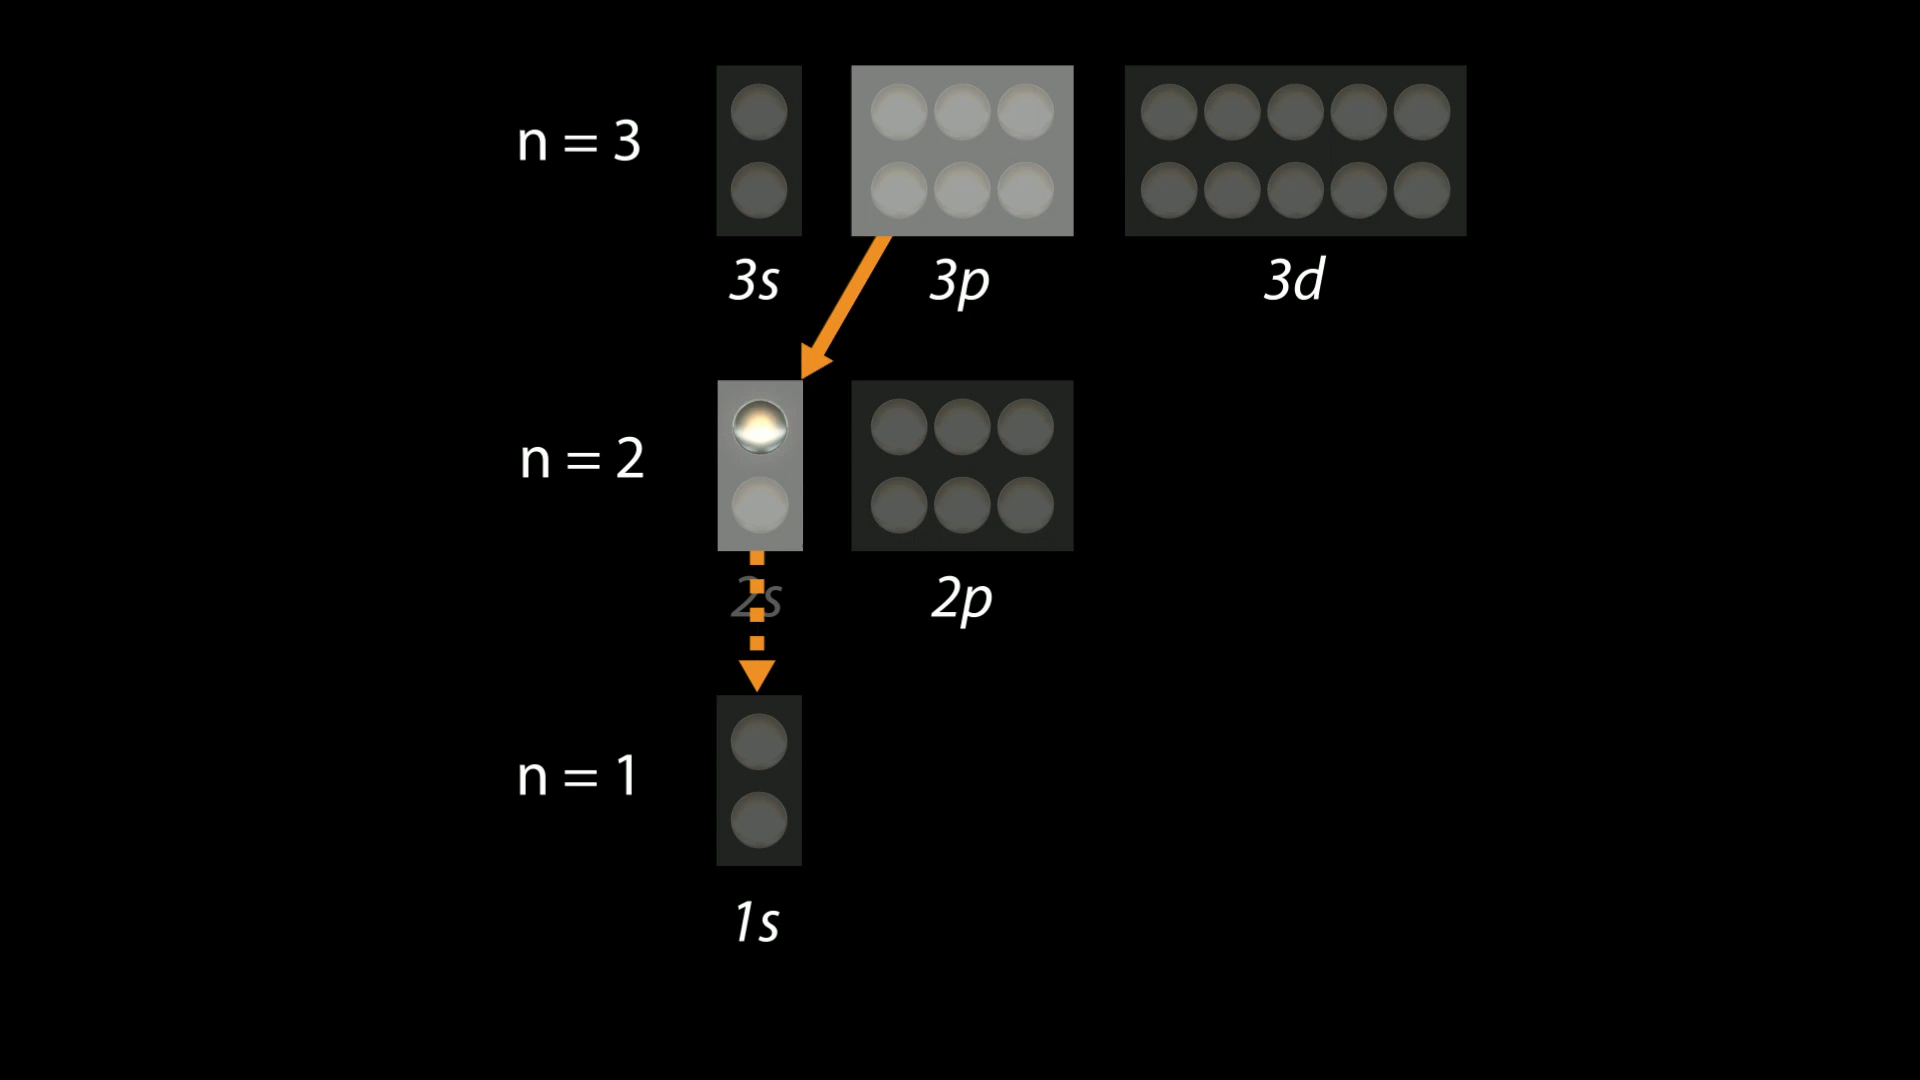 n = 3
3s 3p 3d
n = 2
2s 2p
n = 1
1s